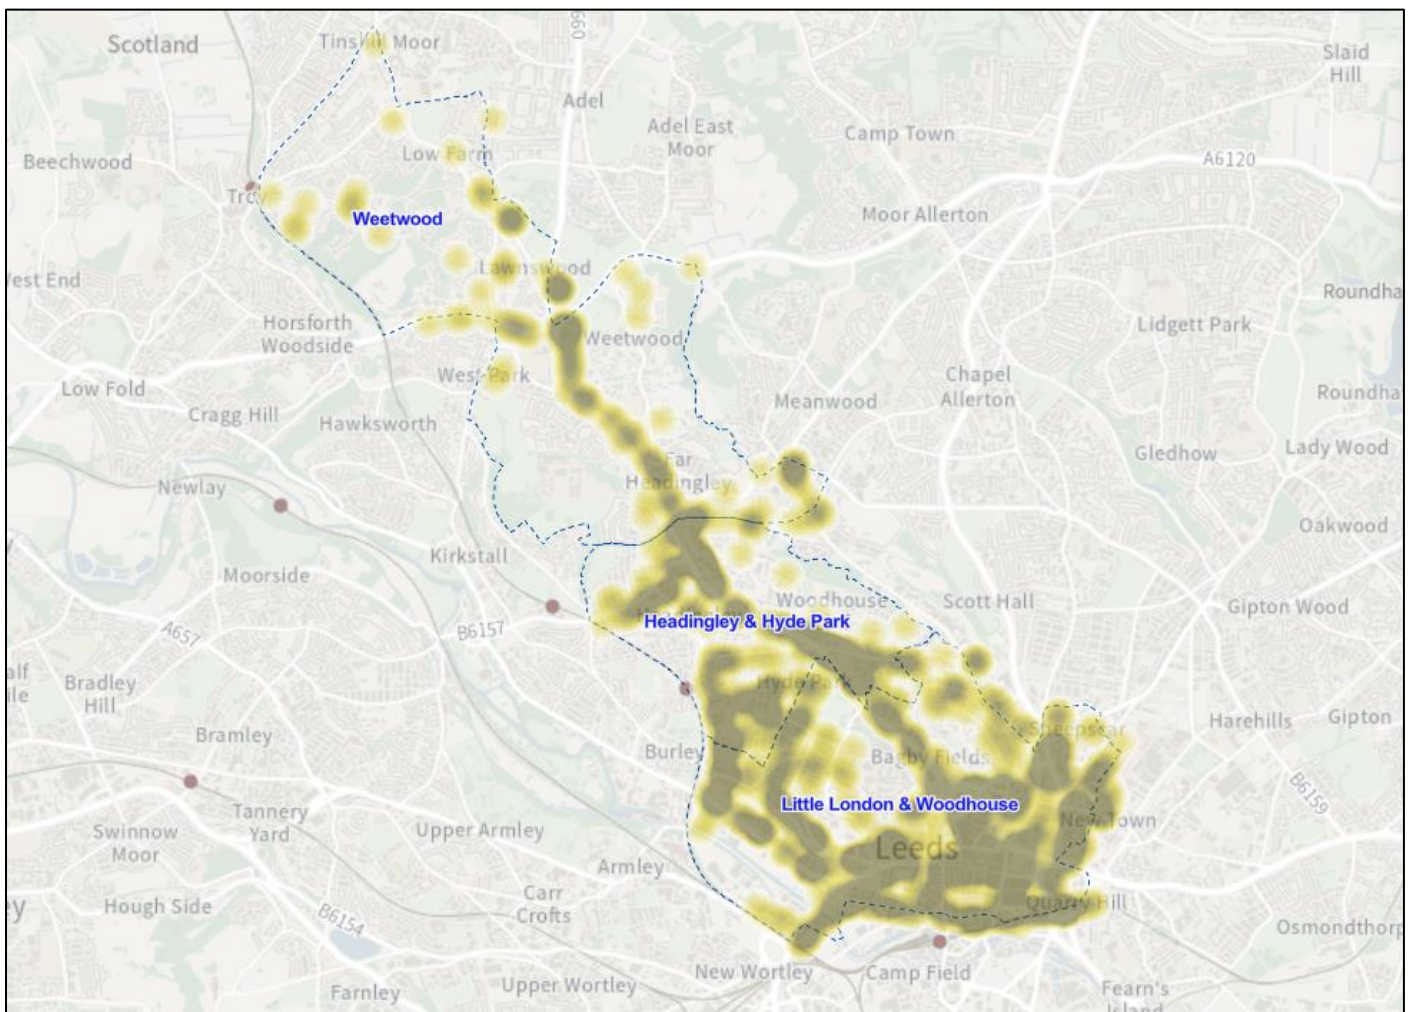 Scotland
Tinshill Moor
Slaid
Hill
Adel
Adel East
Moor
Camp Town
A6120
Beechwood
Low Farm
Moor Allerton
Weetwood
Lawnswood
Roundha
Horsforth
Woodside
Weetwood
Lidgett Park
West Park
Low Fold
Cragg Hill
Hawksworth
Meanwood
Chapel
Allerton
Roundha
Gledhow
Lady Wood
Far
Headingley
Newlay
Oakwood
Kirkstall
Moorside
Woodhouse
Scott Hall
Gipton Wood
A657
B6157
Headingley & Hyde Park
Bradley
Hill
Hyde Park
Harehills
Gipton
Bramley
Burley
Bagby Fields
Sheepscar
B6159
Little London & Woodhouse
Tannery
Yard
Swinnow
Moor
Upper Armley
New Town
Leeds
Armley
Hough Side
Carr
Crofts
B6154
Quarry Hill
Osmondthorp
New Wortley
Camp Field
Farnley
Upper Wortley
Fearn's
Island